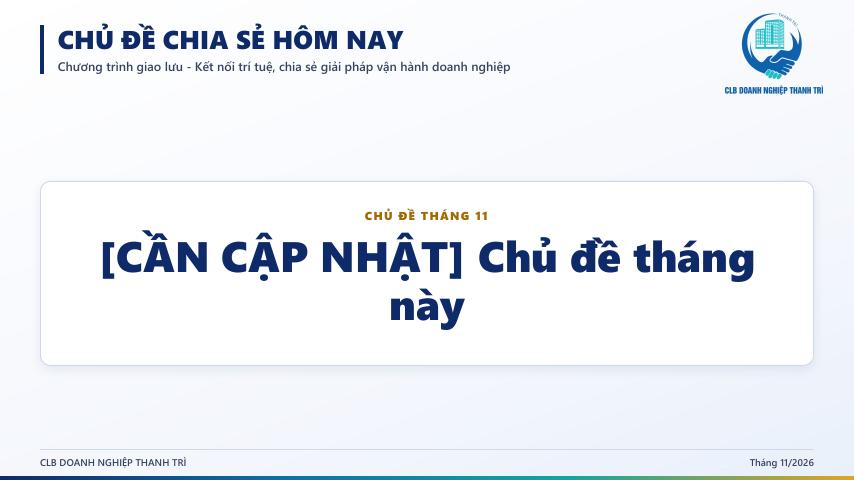 CHỦ ĐỀ CHIA SẺ HÔM NAY
Chương trình giao lưu - Kết nối trí tuệ, chia sẻ giải pháp vận hành doanh nghiệp
THANH TRÌ
CLB DOANH NGHIỆP THANH TRÌ
CHỦ ĐỀ THÁNG 11
[CẦN CẬP NHẬT] Chủ đề tháng
này
CLB DOANH NGHIỆP THANH TRÌ
Tháng 11/2026